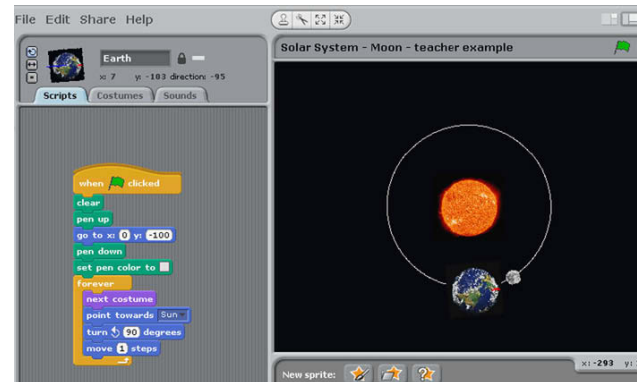 File Edit Share Help
Earth
x: 7 y: -103 direction: -95
Scripts Costumes Sounds
when clicked
clear
pen up
go to x: 0 y: -100
pen down
set pen color to
forever
next costume
point towards Sun
turn 90 degrees
move 1 steps
Solar System - Moon - teacher example
New sprite:
x: -293 y: